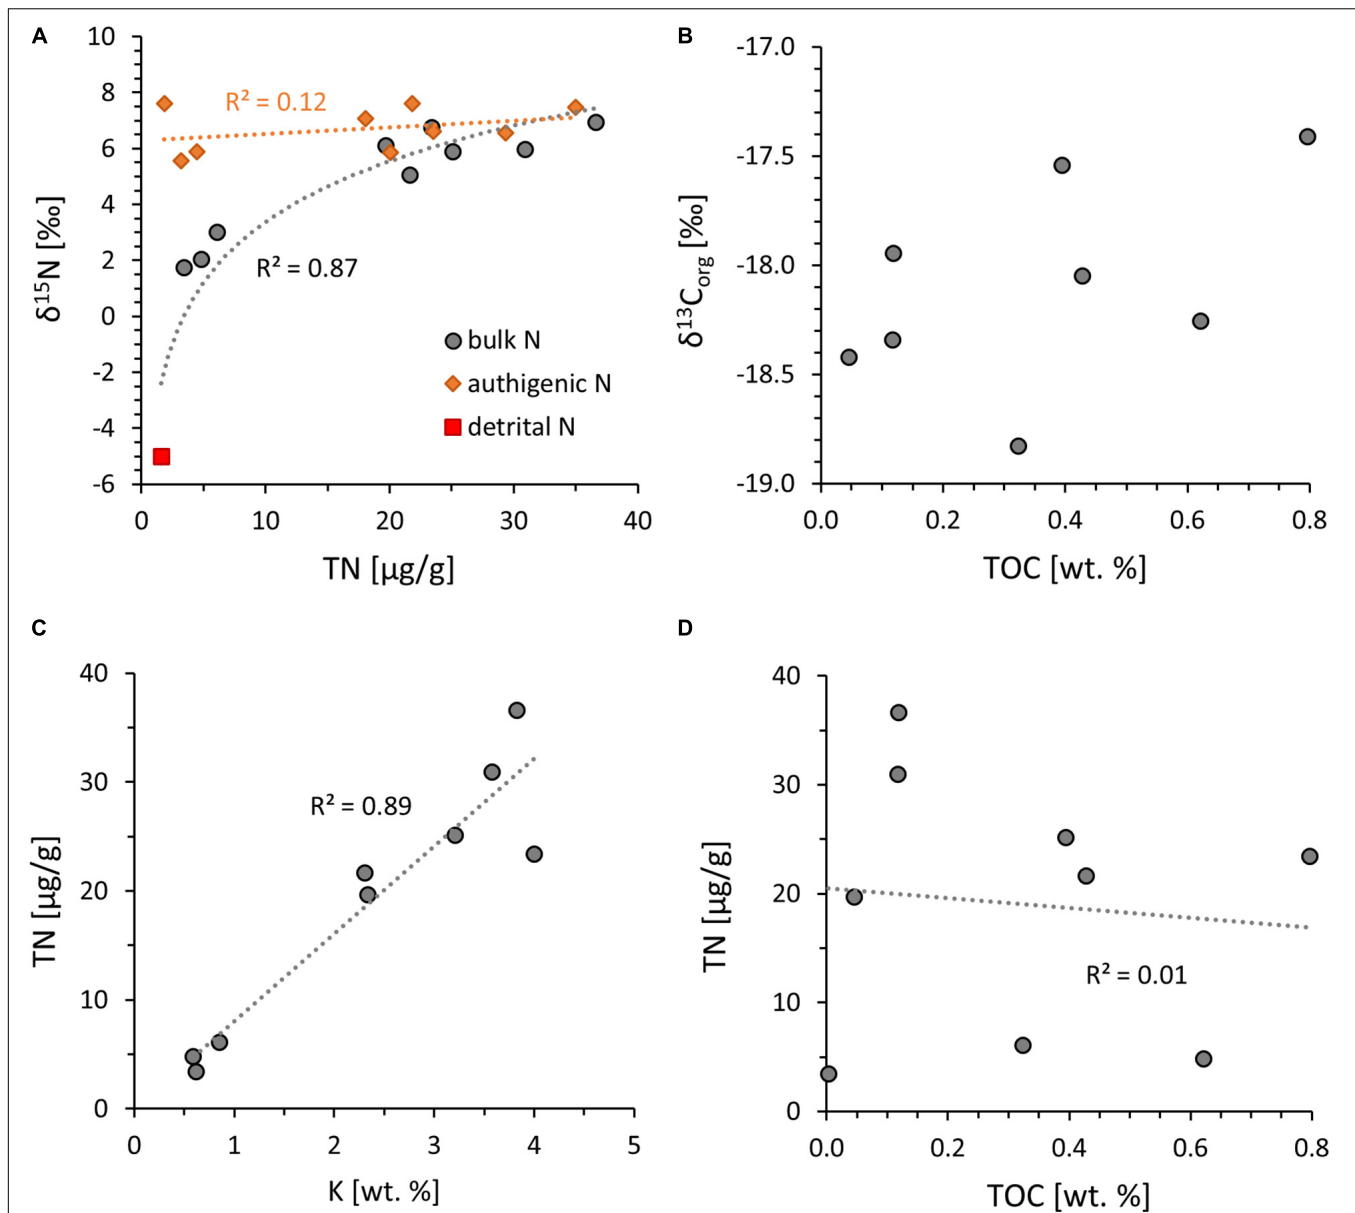 A
10
8
6
4
2
0
-2
-4
-6
δ¹⁵N [‰]
R² = 0.12
R² = 0.87
bulk N
authigenic N
detrital N
0 10 20 30 40
TN [µg/g]
B
-17.0
-17.5
-18.0
-18.5
-19.0
δ¹³Corg [‰]
0.0 0.2 0.4 0.6 0.8
TOC [wt. %]
C
40
30
20
10
0
TN [µg/g]
R² = 0.89
0 1 2 3 4 5
K [wt. %]
D
40
30
20
10
0
TN [µg/g]
R² = 0.01
0.0 0.2 0.4 0.6 0.8
TOC [wt. %]